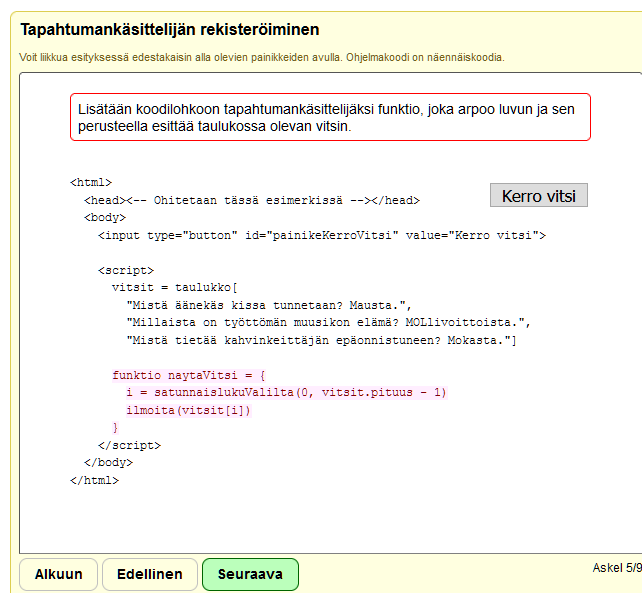 Tapahtumankäsittelijän rekisteröiminen
Voit liikkua esityksessä edestakaisin alla olevien painikkeiden avulla. Ohjelmakoodi on näennäiskoodia.
Lisätään koodilohkoon tapahtumankäsittelijäksi funktio, joka arpoo luvun ja sen
perusteella esittää taulukossa olevan vitsin.
<html>
<head><-- Ohitetaan tässä esimerkissä --></head>
Kerro vitsi
<body>
<input type="button" id="painikeKerroVitsi" value="Kerro vitsi">
<script>
vitsit = taulukko[
"Mistä äänekäs kissa tunnetaan? Mausta.",
"Millaista on työttömän muusikon elämä? MOLlivoittoista.",
"Mistä tietää kahvinkeittäjän epäonnistuneen? Mokasta."]
funktio naytaVitsi = {
i = satunnaislukuValilta(0, vitsit.pituus - 1)
ilmoita(vitsit[i])
}
</script>
</body>
</html>
Alkuun
Edellinen
Seuraava
Askel 5/9